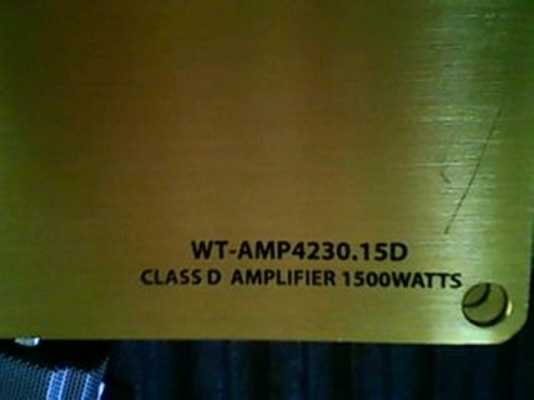 WT-AMP4230.15D
CLASS D AMPLIFIER 1500WATTS